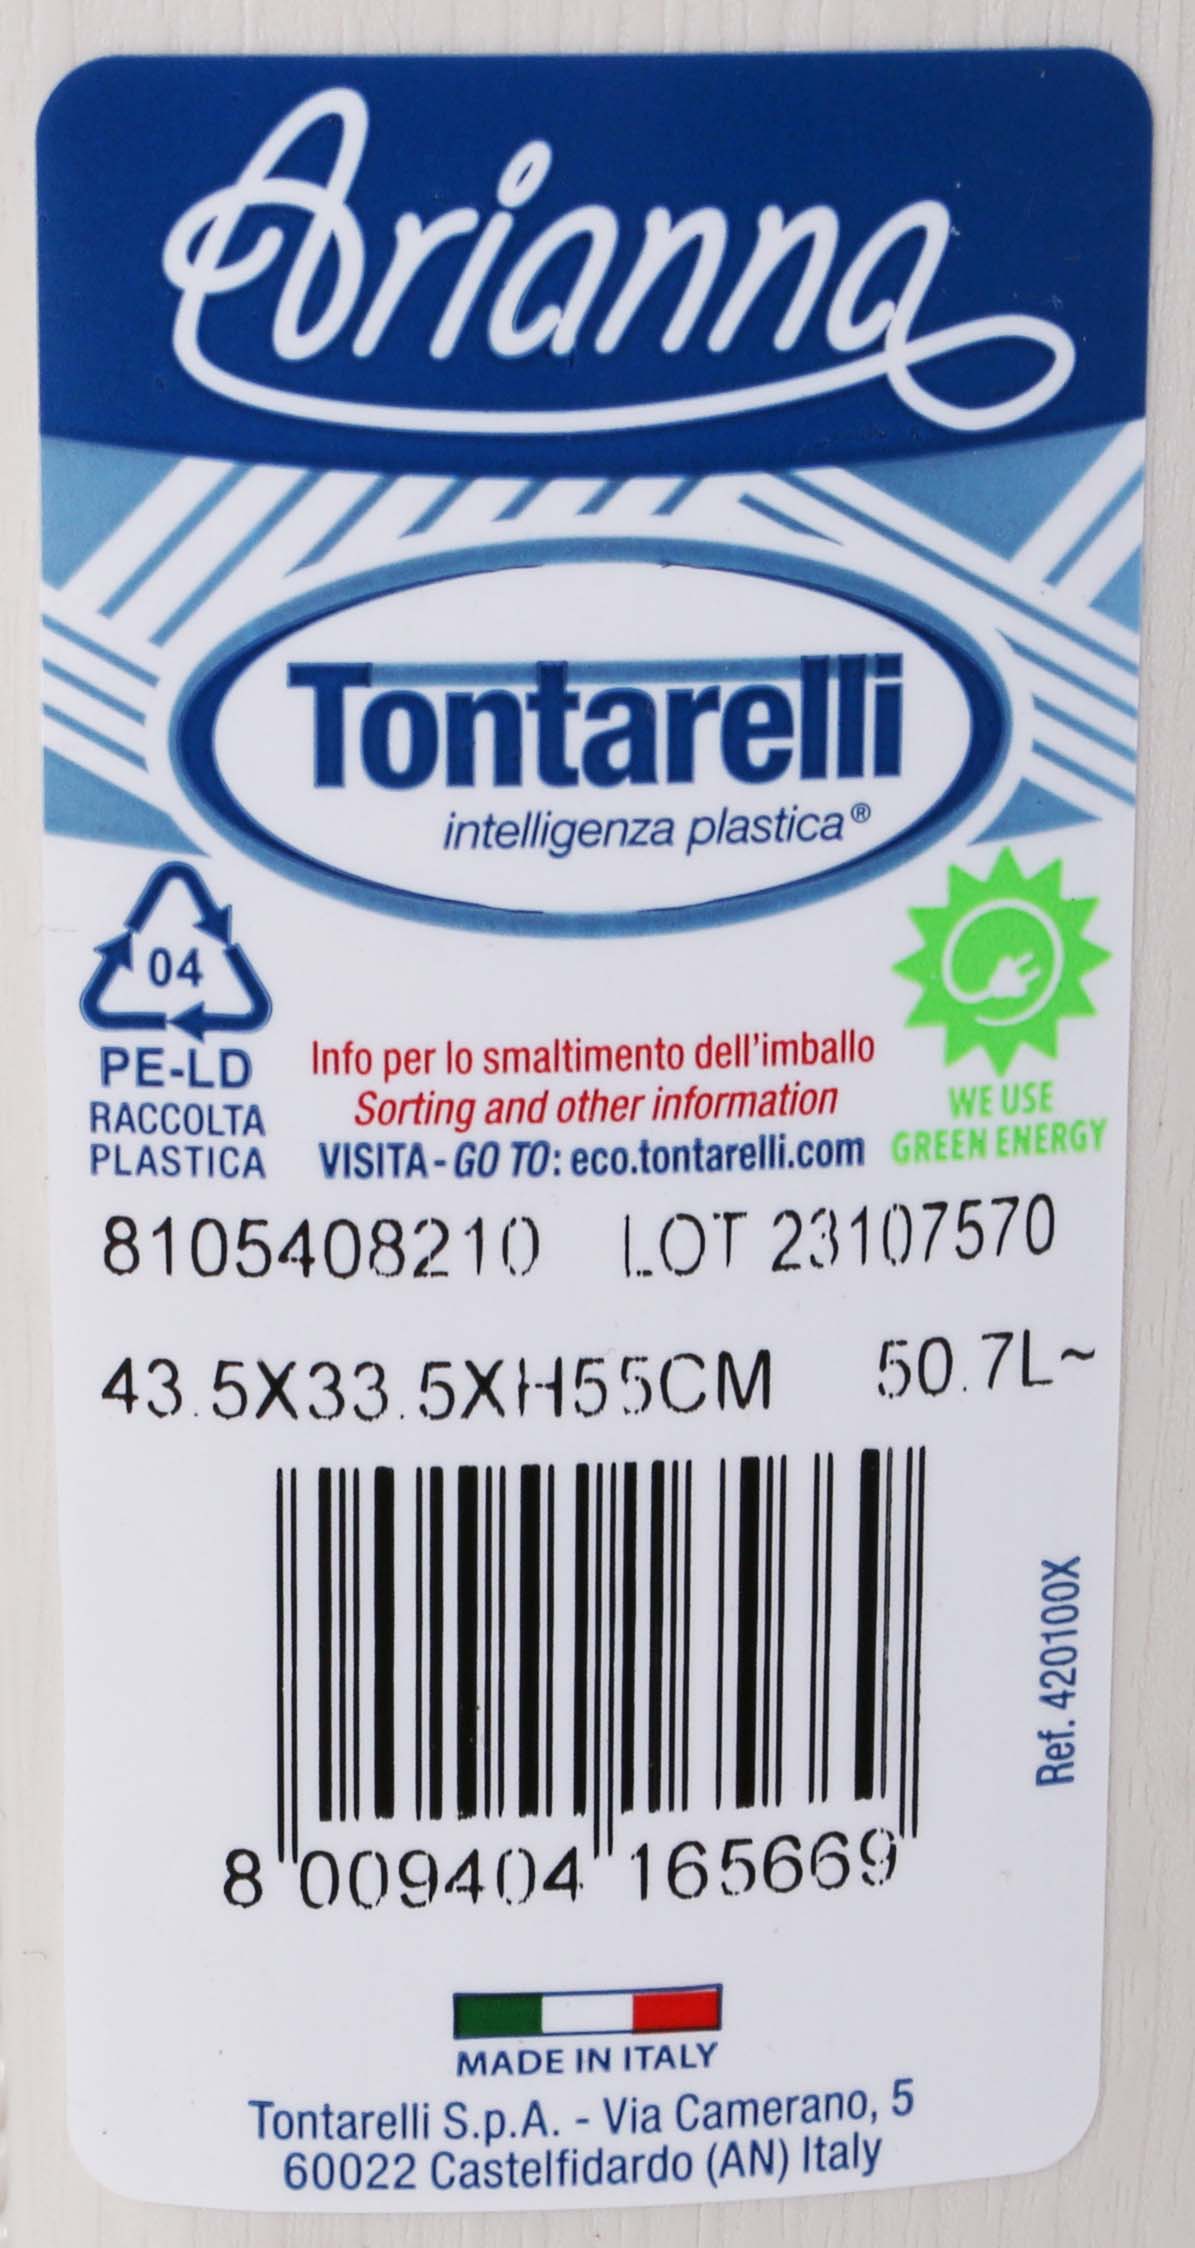 Arianna
Tontarelli
intelligenza plastica®
04
PE-LD
RACCOLTA
PLASTICA
Info per lo smaltimento dell'imballo
Sorting and other information
VISITA - GO TO: eco.tontarelli.com
WE USE
GREEN ENERGY
8105408210 LOT 23107570
43.5X33.5XH55CM 50.7L~
Ref. 420100X
8 009404 165669
MADE IN ITALY
Tontarelli S.p.A. - Via Camerano, 5
60022 Castelfidardo (AN) Italy